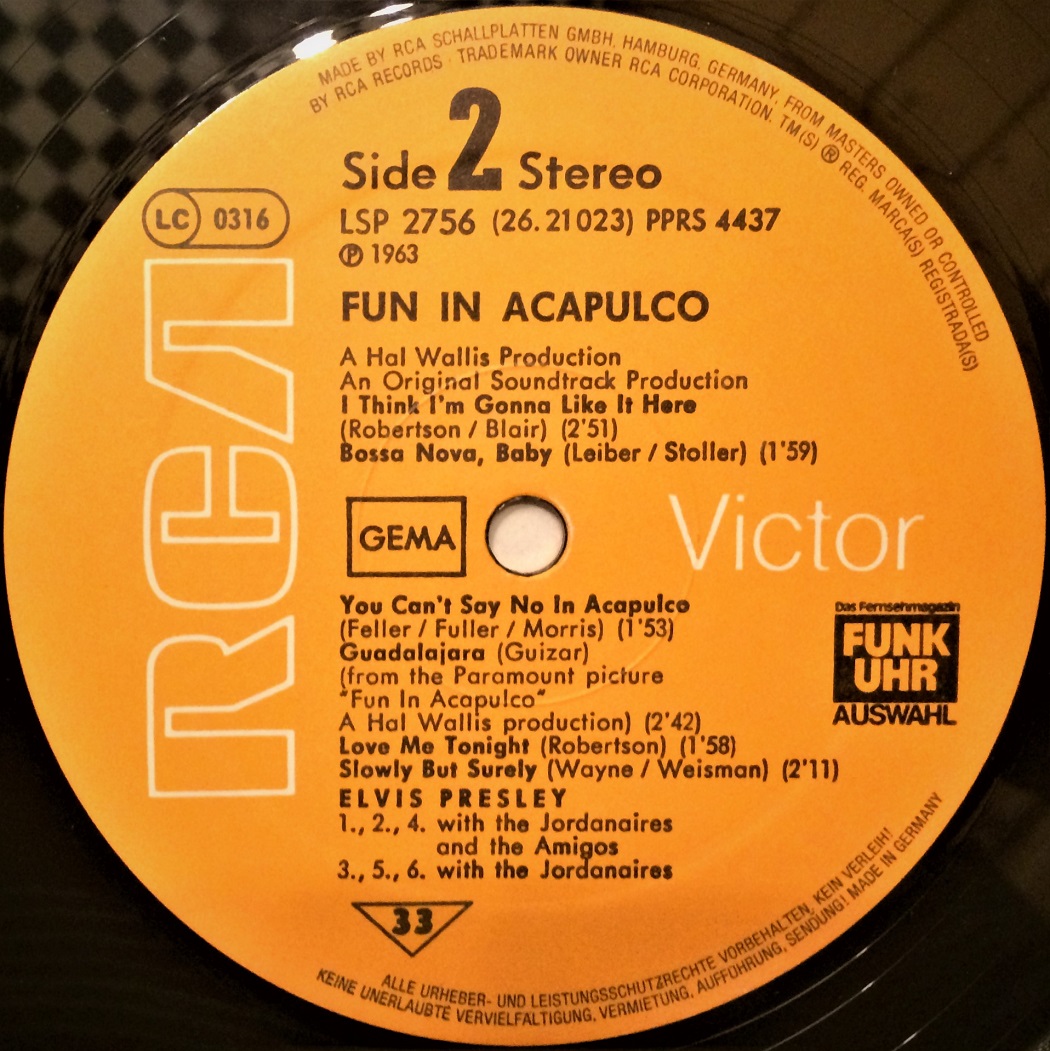 MADE BY RCA SCHALLPLATTEN GMBH, HAMBURG, GERMANY, FROM MASTERS OWNED OR CONTROLLED
BY RCA RECORDS · TRADEMARK OWNER RCA CORPORATION. TM(S) ® REG. MARCA(S) REGISTRADA(S)
Side 2 Stereo
LC 0316
LSP 2756 (26.21023) PPRS 4437
℗ 1963
RCA
FUN IN ACAPULCO
A Hal Wallis Production
An Original Soundtrack Production
I Think I'm Gonna Like It Here
(Robertson / Blair) (2'51)
Bossa Nova, Baby (Leiber / Stoller) (1'59)
GEMA
Victor
You Can't Say No In Acapulco
(Feller / Fuller / Morris) (1'53)
Guadalajara (Guizar)
(from the Paramount picture
"Fun In Acapulco"
A Hal Wallis production) (2'42)
Love Me Tonight (Robertson) (1'58)
Slowly But Surely (Wayne / Weisman) (2'11)
Das Fernsehmagazin
FUNK
UHR
AUSWAHL
ELVIS PRESLEY
1., 2., 4. with the Jordanaires
and the Amigos
3., 5., 6. with the Jordanaires
33
ALLE URHEBER- UND LEISTUNGSSCHUTZRECHTE VORBEHALTEN, KEIN VERLEIH!
KEINE UNERLAUBTE VERVIELFÄLTIGUNG, VERMIETUNG, AUFFÜHRUNG, SENDUNG! MADE IN GERMANY